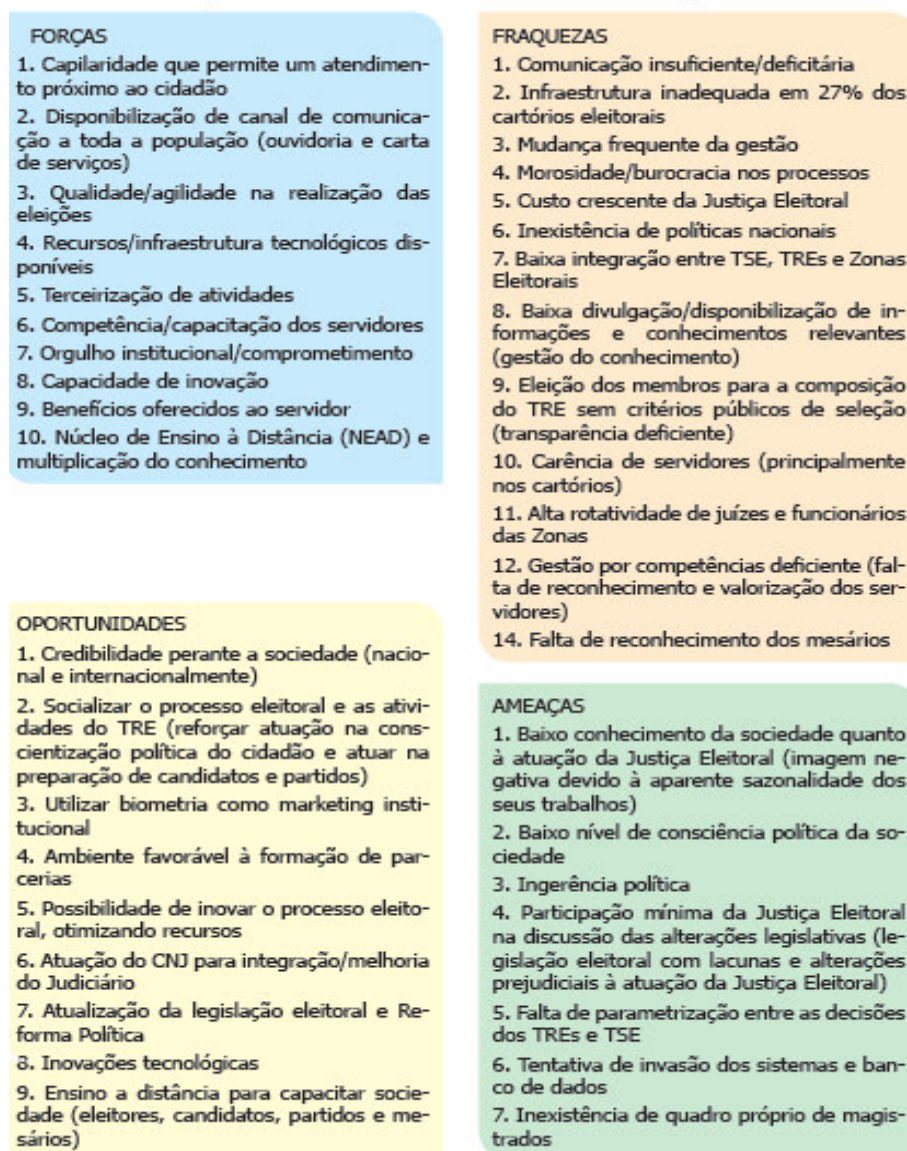 FORÇAS
1. Capilaridade que permite um atendimen-
to próximo ao cidadão
2. Disponibilização de canal de comunica-
ção a toda a população (ouvidoria e carta
de serviços)
3. Qualidade/agilidade na realização das
eleições
4. Recursos/infraestrutura tecnológicos dis-
poníveis
5. Terceirização de atividades
6. Competência/capacitação dos servidores
7. Orgulho institucional/comprometimento
8. Capacidade de inovação
9. Benefícios oferecidos ao servidor
10. Núcleo de Ensino à Distância (NEAD) e
multiplicação do conhecimento
FRAQUEZAS
1. Comunicação insuficiente/deficitária
2. Infraestrutura inadequada em 27% dos
cartórios eleitorais
3. Mudança frequente da gestão
4. Morosidade/burocracia nos processos
5. Custo crescente da Justiça Eleitoral
6. Inexistência de políticas nacionais
7. Baixa integração entre TSE, TREs e Zonas
Eleitorais
8. Baixa divulgação/disponibilização de in-
formações e conhecimentos relevantes
(gestão do conhecimento)
9. Eleição dos membros para a composição
do TRE sem critérios públicos de seleção
(transparência deficiente)
10. Carência de servidores (principalmente
nos cartórios)
11. Alta rotatividade de juízes e funcionários
das Zonas
12. Gestão por competências deficiente (fal-
ta de reconhecimento e valorização dos ser-
vidores)
14. Falta de reconhecimento dos mesários
OPORTUNIDADES
1. Credibilidade perante a sociedade (nacio-
nal e internacionalmente)
2. Socializar o processo eleitoral e as ativi-
dades do TRE (reforçar atuação na cons-
cientização política do cidadão e atuar na
preparação de candidatos e partidos)
3. Utilizar biometria como marketing insti-
tucional
4. Ambiente favorável à formação de par-
cerias
5. Possibilidade de inovar o processo eleito-
ral, otimizando recursos
6. Atuação do CNJ para integração/melhoria
do Judiciário
7. Atualização da legislação eleitoral e Re-
forma Política
8. Inovações tecnológicas
9. Ensino a distância para capacitar socie-
dade (eleitores, candidatos, partidos e me-
sários)
AMEAÇAS
1. Baixo conhecimento da sociedade quanto
à atuação da Justiça Eleitoral (imagem ne-
gativa devido à aparente sazonalidade dos
seus trabalhos)
2. Baixo nível de consciência política da so-
ciedade
3. Ingerência política
4. Participação mínima da Justiça Eleitoral
na discussão das alterações legislativas (le-
gislação eleitoral com lacunas e alterações
prejudiciais à atuação da Justiça Eleitoral)
5. Falta de parametrização entre as decisões
dos TREs e TSE
6. Tentativa de invasão dos sistemas e ban-
co de dados
7. Inexistência de quadro próprio de magis-
trados